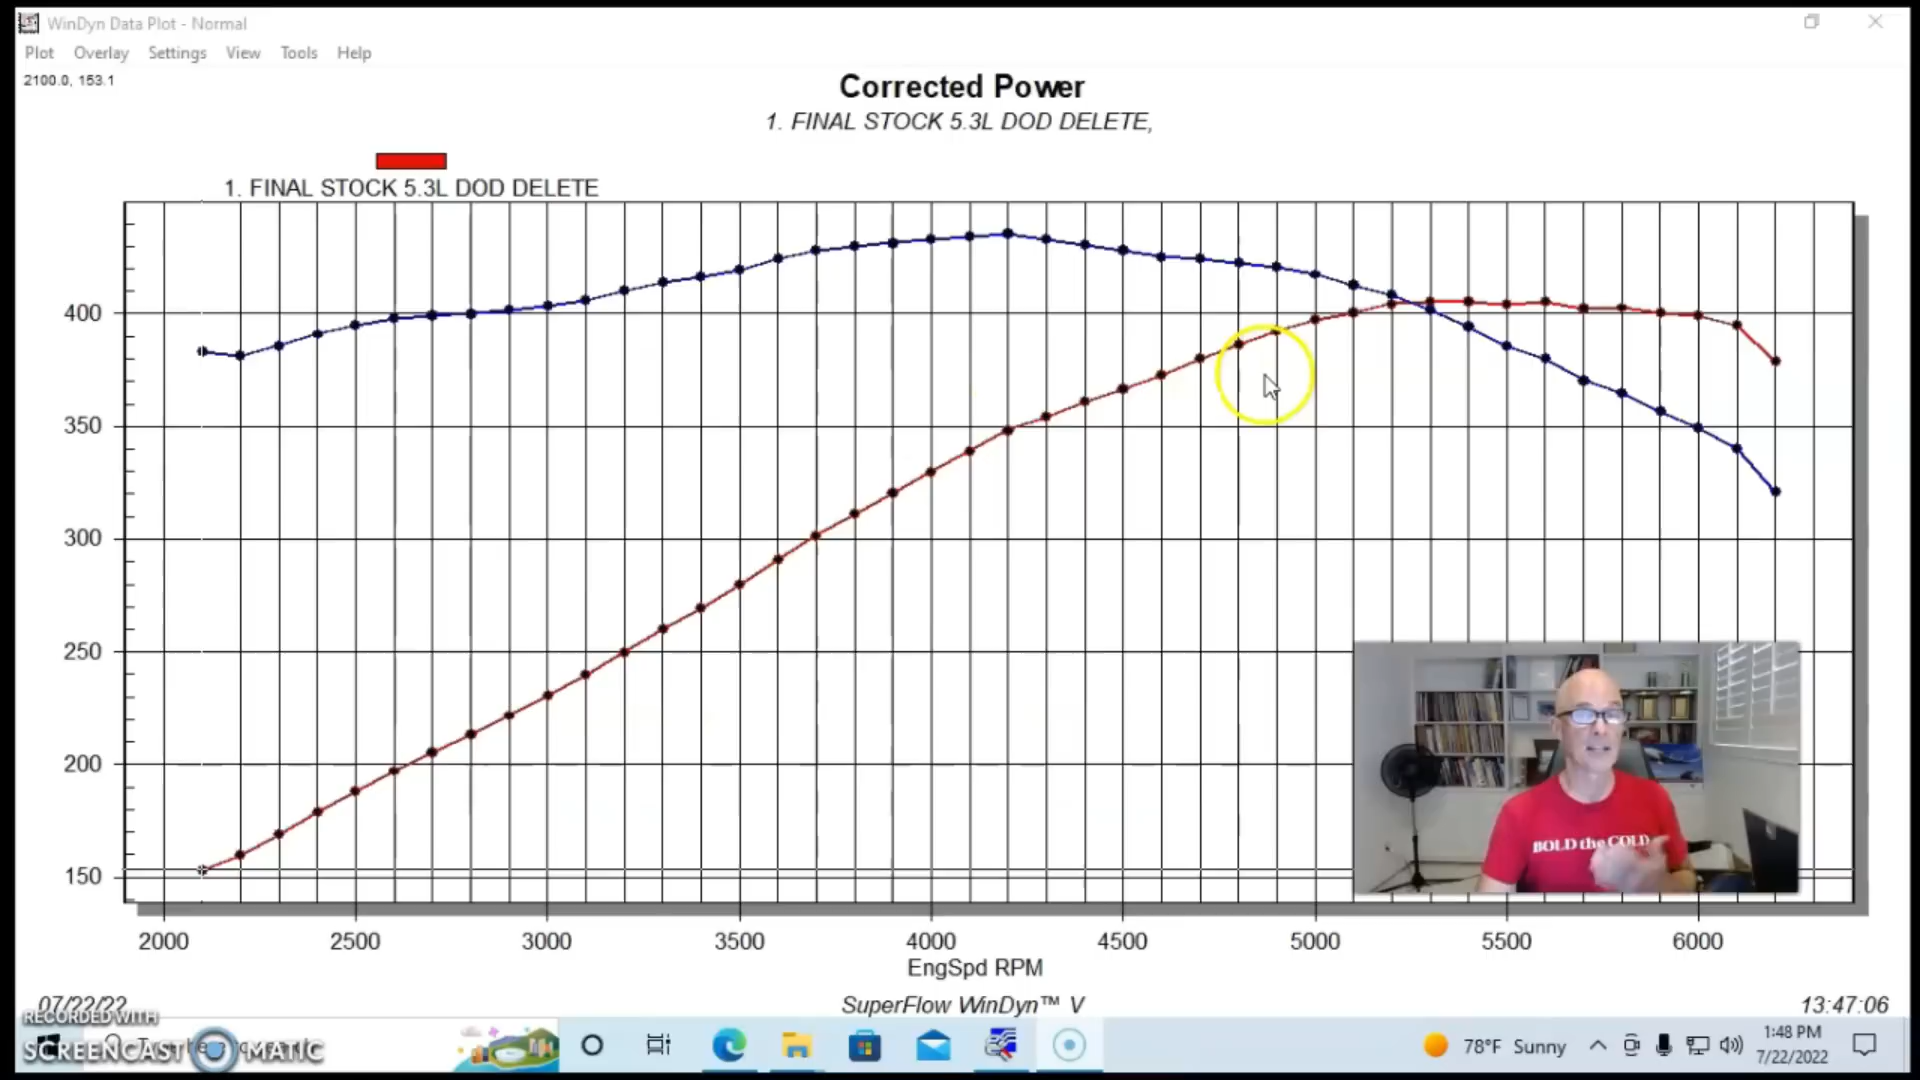 WinDyn Data Plot - Normal
Plot Overlay Settings View Tools Help
2100.0, 153.1
Corrected Power
1. FINAL STOCK 5.3L DOD DELETE,
1. FINAL STOCK 5.3L DOD DELETE
400
350
300
250
200
150
2000 2500 3000 3500 4000 4500 5000 5500 6000
EngSpd RPM
BOLD the COLD
07/22/22 SuperFlow WinDyn™ V 13:47:06
RECORDED WITH
SCREENCAST MATIC
78°F Sunny
1:48 PM
7/22/2022